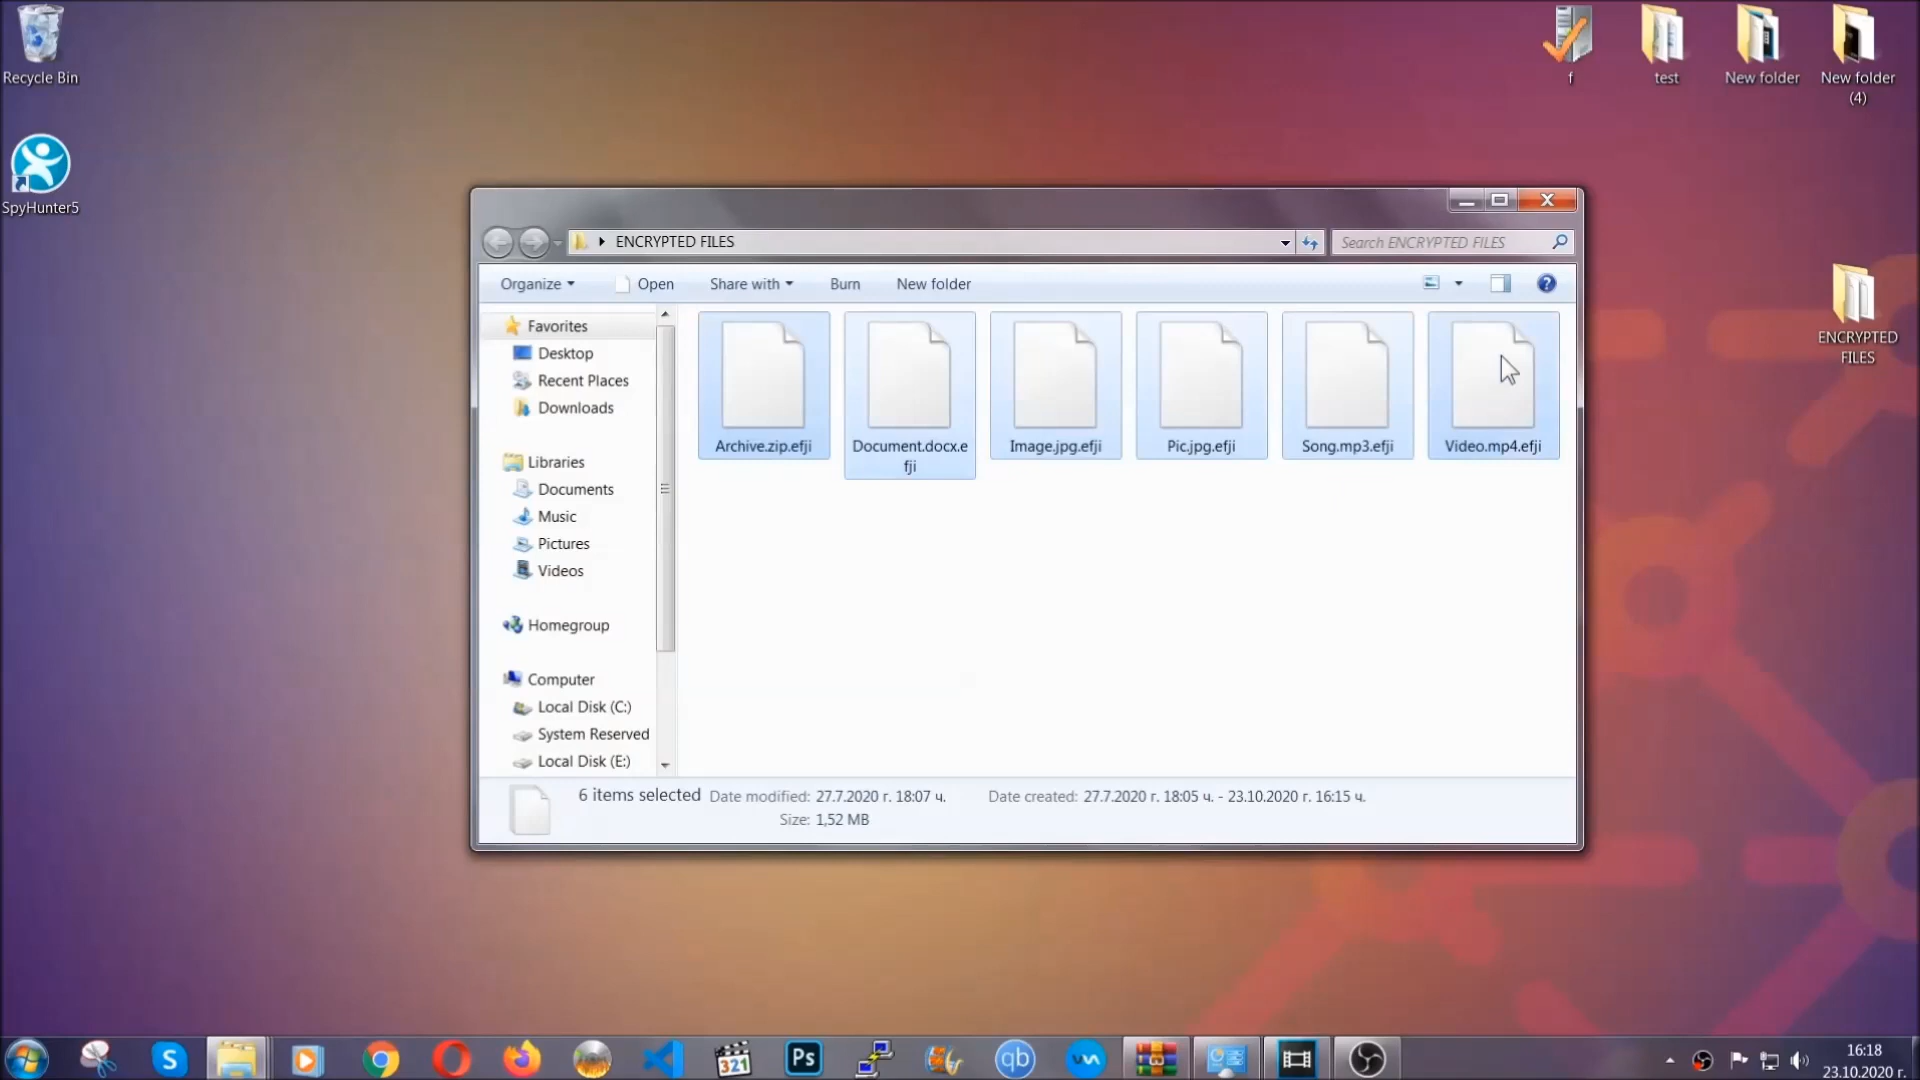 Recycle Bin
SpyHunter5
f
test
New folder
New folder
(4)
ENCRYPTED
FILES
ENCRYPTED FILES
Search ENCRYPTED FILES
Organize
Open
Share with
Burn
New folder
Favorites
Desktop
Recent Places
Downloads
Libraries
Documents
Music
Pictures
Videos
Homegroup
Computer
Local Disk (C:)
System Reserved
Local Disk (E:)
Archive.zip.efji
Document.docx.e
fji
Image.jpg.efji
Pic.jpg.efji
Song.mp3.efji
Video.mp4.efji
6 items selected Date modified: 27.7.2020 г. 18:07 ч. Date created: 27.7.2020 г. 18:05 ч. - 23.10.2020 г. 16:15 ч.
Size: 1,52 MB
S
321
Ps
qb
16:18
23.10.2020 г.